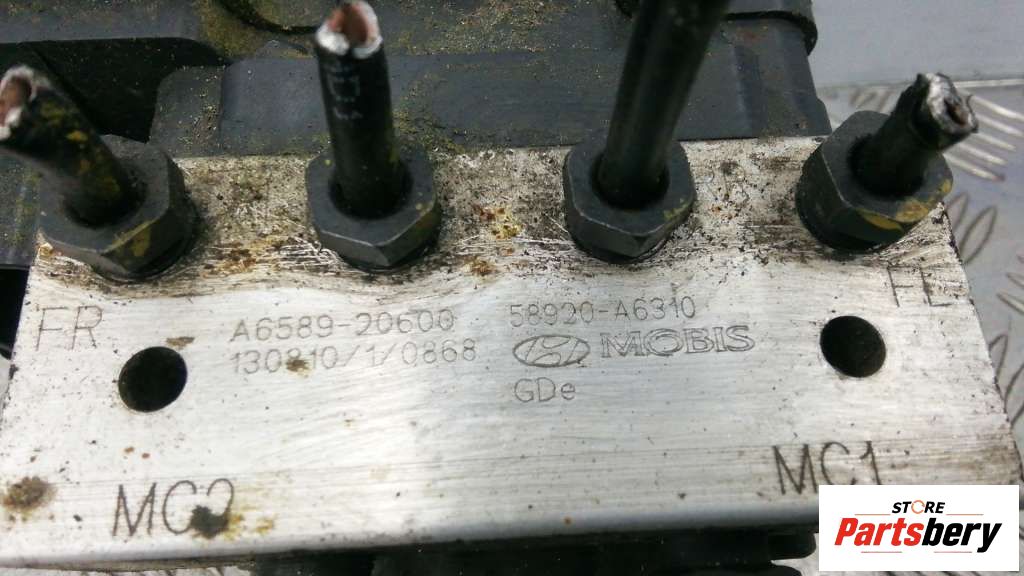 FR
FL
A6589-20600
58920-A6310
130810/1/0868
MOBIS
GDe
MC2
MC1
STORE
Partsbery